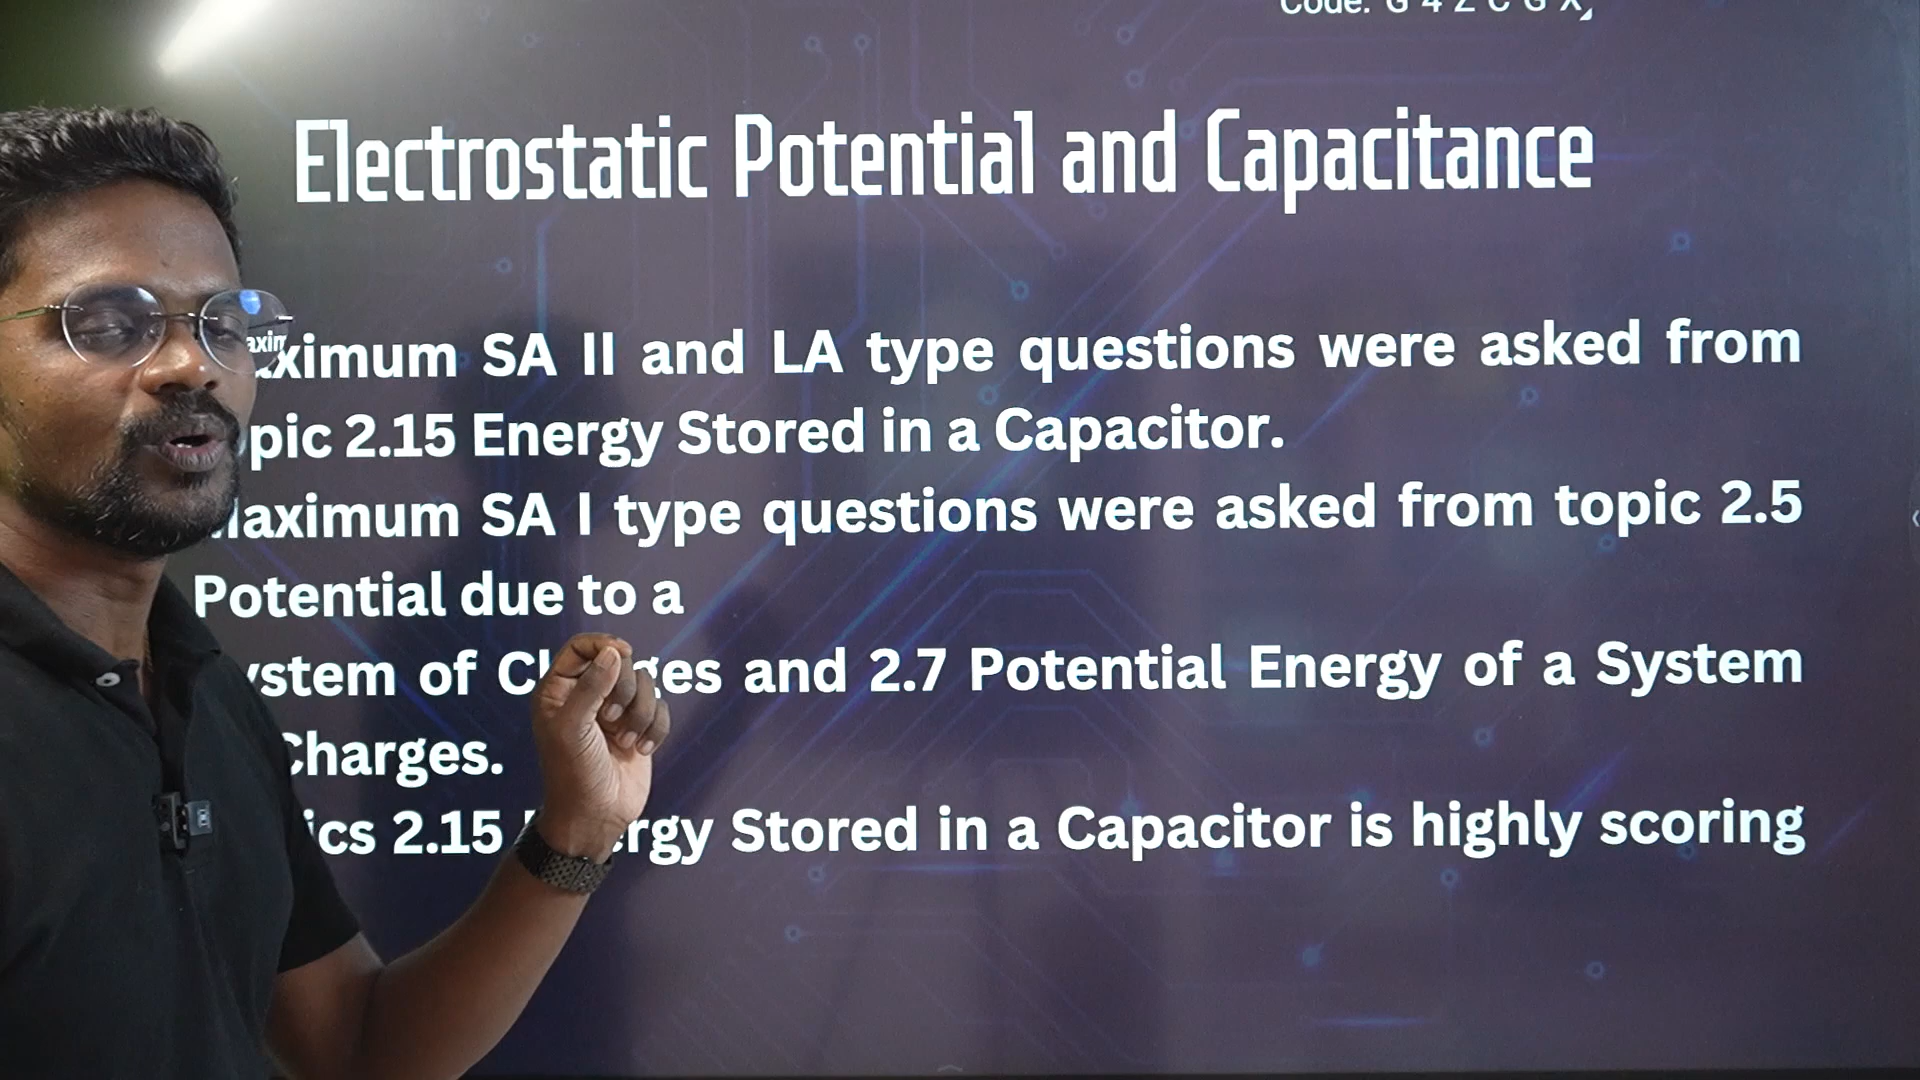 Code: G 4 Z C G X
Electrostatic Potential and Capacitance
SA II and LA type questions were asked from
2.15 Energy Stored in a Capacitor.
SA I type questions were asked from topic 2.5
Potential due to a
of and 2.7 Potential Energy of a System
Charges.
2.15 Stored in a Capacitor is highly scoring